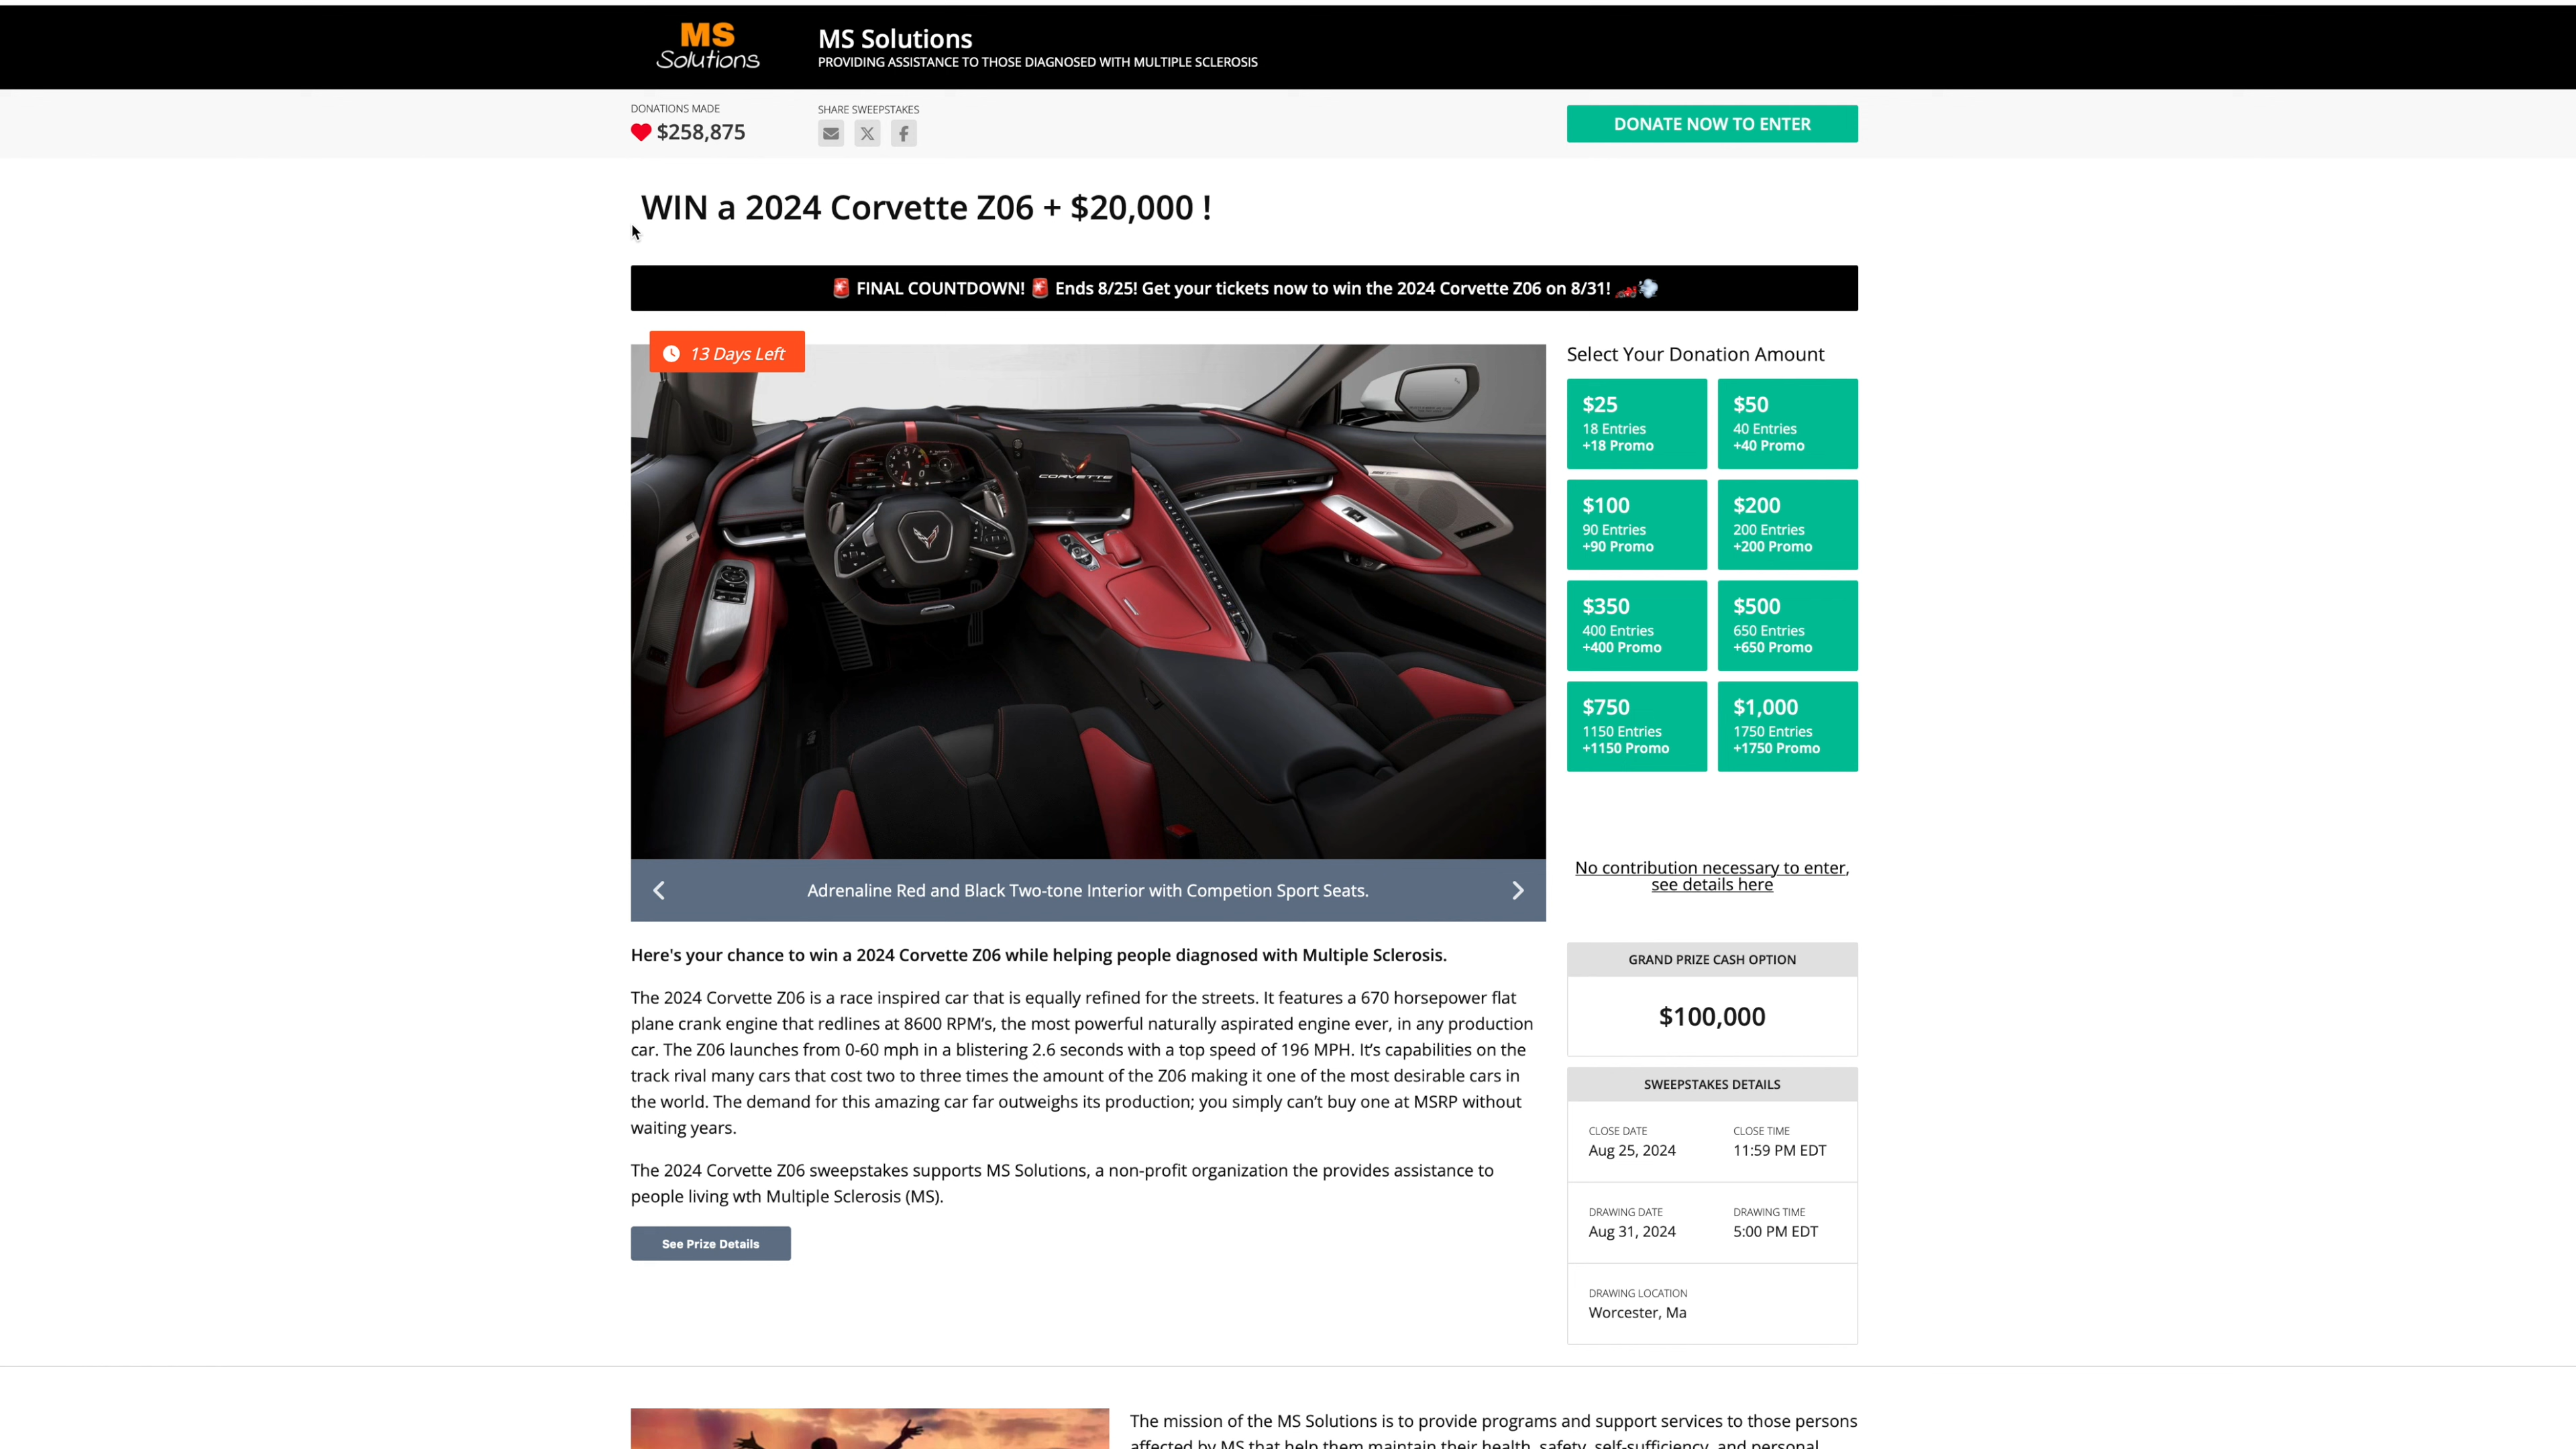 MS
Solutions
MS Solutions
PROVIDING ASSISTANCE TO THOSE DIAGNOSED WITH MULTIPLE SCLEROSIS
DONATIONS MADE
$258,875
SHARE SWEEPSTAKES
DONATE NOW TO ENTER
WIN a 2024 Corvette Z06 + $20,000 !
🚨 FINAL COUNTDOWN! 🚨 Ends 8/25! Get your tickets now to win the 2024 Corvette Z06 on 8/31! 🏎️💨
13 Days Left
CORVETTE
Adrenaline Red and Black Two-tone Interior with Competion Sport Seats.
Select Your Donation Amount
$25
18 Entries
+18 Promo
$50
40 Entries
+40 Promo
$100
90 Entries
+90 Promo
$200
200 Entries
+200 Promo
$350
400 Entries
+400 Promo
$500
650 Entries
+650 Promo
$750
1150 Entries
+1150 Promo
$1,000
1750 Entries
+1750 Promo
No contribution necessary to enter,
see details here
Here's your chance to win a 2024 Corvette Z06 while helping people diagnosed with Multiple Sclerosis.
The 2024 Corvette Z06 is a race inspired car that is equally refined for the streets. It features a 670 horsepower flat
plane crank engine that redlines at 8600 RPM’s, the most powerful naturally aspirated engine ever, in any production
car. The Z06 launches from 0-60 mph in a blistering 2.6 seconds with a top speed of 196 MPH. It’s capabilities on the
track rival many cars that cost two to three times the amount of the Z06 making it one of the most desirable cars in
the world. The demand for this amazing car far outweighs its production; you simply can’t buy one at MSRP without
waiting years.
The 2024 Corvette Z06 sweepstakes supports MS Solutions, a non-profit organization the provides assistance to
people living wth Multiple Sclerosis (MS).
See Prize Details
GRAND PRIZE CASH OPTION
$100,000
SWEEPSTAKES DETAILS
CLOSE DATE
Aug 25, 2024
CLOSE TIME
11:59 PM EDT
DRAWING DATE
Aug 31, 2024
DRAWING TIME
5:00 PM EDT
DRAWING LOCATION
Worcester, Ma
The mission of the MS Solutions is to provide programs and support services to those persons
affected by MS that help them maintain their health, safety, self-sufficiency, and personal